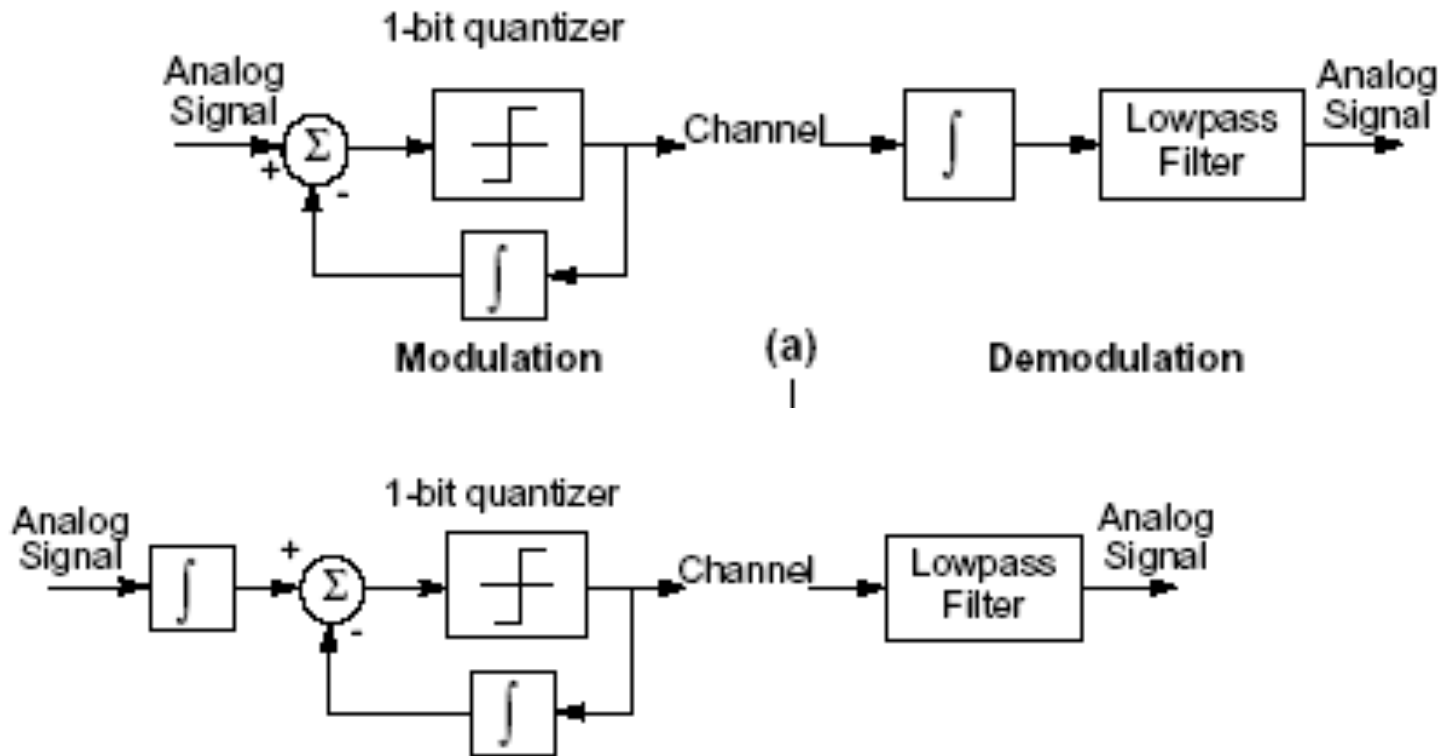 1-bit quantizer
Analog
Signal
+
Σ
-
∫
Channel
∫
Lowpass
Filter
Analog
Signal
Modulation
(a)
Demodulation
1-bit quantizer
Analog
Signal
∫
+
Σ
-
∫
Channel
Lowpass
Filter
Analog
Signal